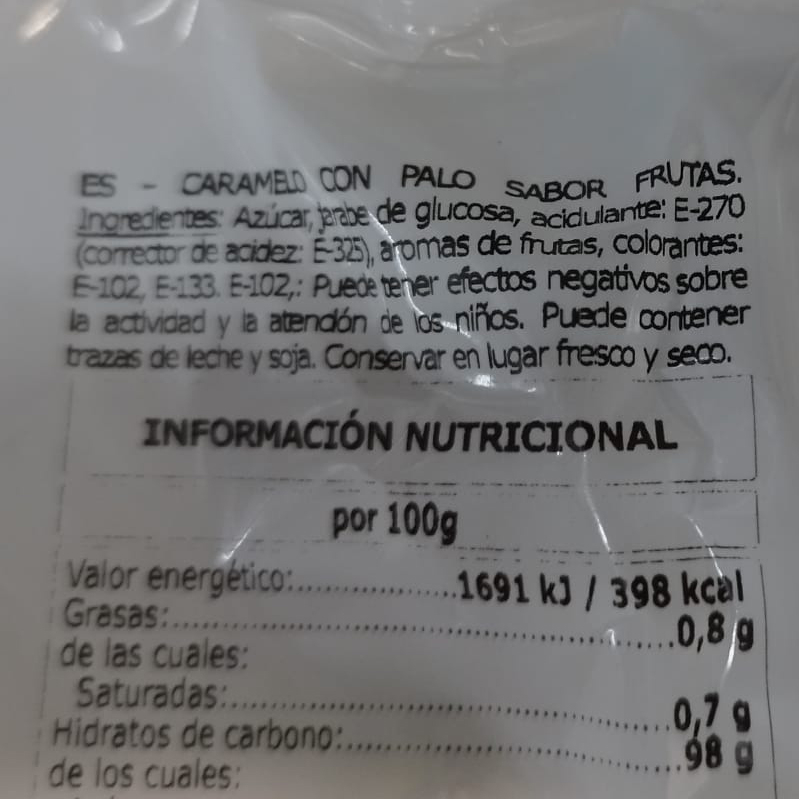 ES - CARAMELO CON PALO SABOR FRUTAS.
Ingredientes: Azúcar, jarabe de glucosa, acidulante: E-270
(corrector de acidez: E-325), aromas de frutas, colorantes:
E-102, E-133. E-102,: Puede tener efectos negativos sobre
la actividad y la atención de los niños. Puede contener
trazas de leche y soja. Conservar en lugar fresco y seco.
INFORMACIÓN NUTRICIONAL
por 100g
Valor energético:..................1691 kJ / 398 kcal
Grasas:..................0,8 g
de las cuales:
Saturadas:..................0,7 g
Hidratos de carbono:..................98 g
de los cuales: